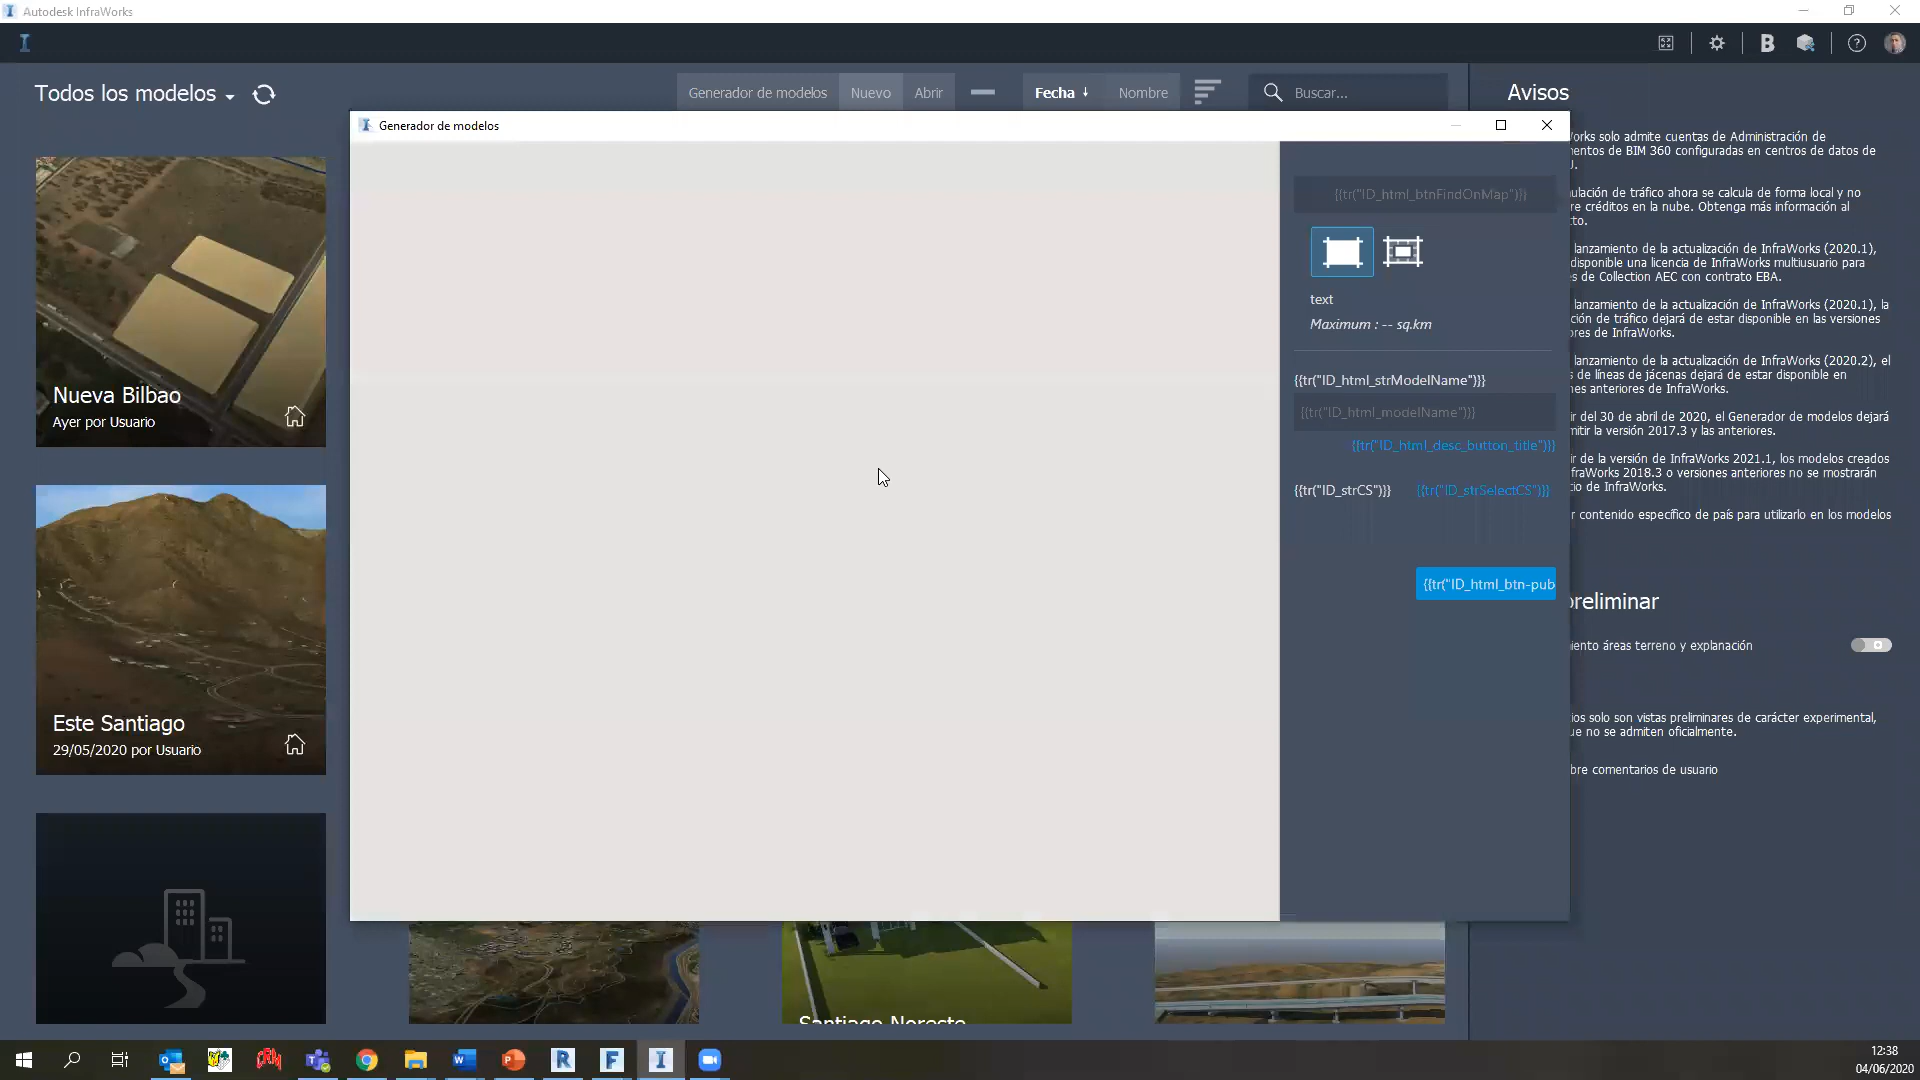 Autodesk InfraWorks
Todos los modelos
Generador de modelos
Nuevo
Abrir
Fecha ↓
Nombre
Buscar...
Generador de modelos
{{tr("ID_html_btnFindOnMap")}}
text
Maximum : -- sq.km
{{tr("ID_html_strModelName")}}
{{tr("ID_html_modelName")}}
{{tr("ID_html_desc_button_title")}}
{{tr("ID_strCS")}}
{{tr("ID_strSelectCS")}}
{{tr("ID_html_btn-pub
Nueva Bilbao
Ayer por Usuario
Este Santiago
29/05/2020 por Usuario
Santiago Noreste
Avisos
Works solo admite cuentas de Administración de
mentos de BIM 360 configuradas en centros de datos de
U.
ulación de tráfico ahora se calcula de forma local y no
re créditos en la nube. Obtenga más información al
cto.
lanzamiento de la actualización de InfraWorks (2020.1),
disponible una licencia de InfraWorks multiusuario para
s de Collection AEC con contrato EBA.
lanzamiento de la actualización de InfraWorks (2020.1), la
ción de tráfico dejará de estar disponible en las versiones
ores de InfraWorks.
lanzamiento de la actualización de InfraWorks (2020.2), el
s de líneas de jácenas dejará de estar disponible en
nes anteriores de InfraWorks.
ir del 30 de abril de 2020, el Generador de modelos dejará
mitir la versión 2017.3 y las anteriores.
ir de la versión de InfraWorks 2021.1, los modelos creados
fraWorks 2018.3 o versiones anteriores no se mostrarán
cio de InfraWorks.
r contenido específico de país para utilizarlo en los modelos
preliminar
iento áreas terreno y explanación
ios solo son vistas preliminares de carácter experimental,
ue no se admiten oficialmente.
bre comentarios de usuario
12:38
04/06/2020